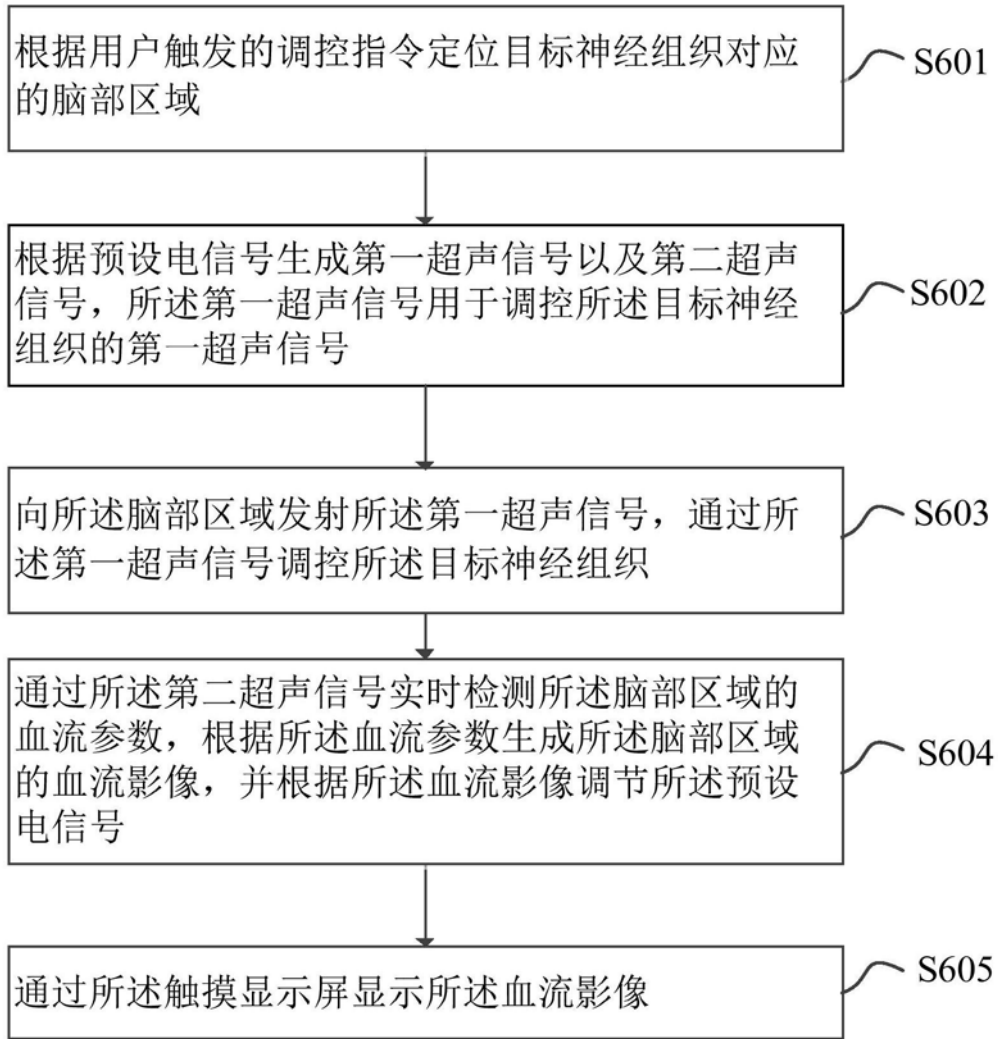 根据用户触发的调控指令定位目标神经组织对应
的脑部区域
S601
根据预设电信号生成第一超声信号以及第二超声
信号，所述第一超声信号用于调控所述目标神经
组织的第一超声信号
S602
向所述脑部区域发射所述第一超声信号，通过所
述第一超声信号调控所述目标神经组织
S603
通过所述第二超声信号实时检测所述脑部区域的
血流参数，根据所述血流参数生成所述脑部区域
的血流影像，并根据所述血流影像调节所述预设
电信号
S604
通过所述触摸显示屏显示所述血流影像
S605